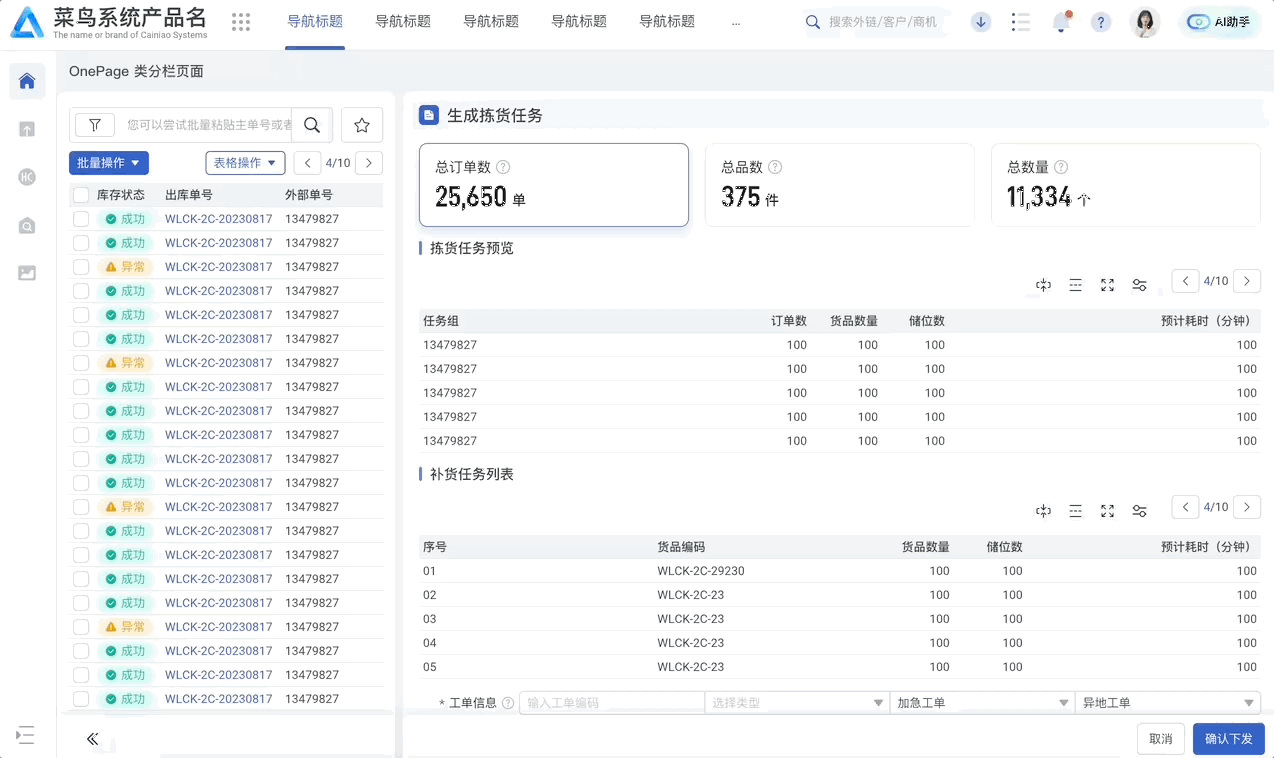 菜鸟系统产品名
The name or brand of Cainiao Systems
导航标题 导航标题 导航标题 导航标题 导航标题 ...
搜索外链/客户/商机
AI助手
OnePage 类分栏页面
HC
您可以尝试批量粘贴主单号或者
批量操作 表格操作 4/10
库存状态 出库单号 外部单号
成功 WLCK-2C-20230817 13479827
成功 WLCK-2C-20230817 13479827
异常 WLCK-2C-20230817 13479827
成功 WLCK-2C-20230817 13479827
成功 WLCK-2C-20230817 13479827
成功 WLCK-2C-20230817 13479827
异常 WLCK-2C-20230817 13479827
成功 WLCK-2C-20230817 13479827
成功 WLCK-2C-20230817 13479827
成功 WLCK-2C-20230817 13479827
成功 WLCK-2C-20230817 13479827
成功 WLCK-2C-20230817 13479827
异常 WLCK-2C-20230817 13479827
成功 WLCK-2C-20230817 13479827
成功 WLCK-2C-20230817 13479827
成功 WLCK-2C-20230817 13479827
成功 WLCK-2C-20230817 13479827
异常 WLCK-2C-20230817 13479827
成功 WLCK-2C-20230817 13479827
成功 WLCK-2C-20230817 13479827
成功 WLCK-2C-20230817 13479827
生成拣货任务
总订单数
25,650 单
总品数
375 件
总数量
11,334 个
拣货任务预览
4/10
任务组 订单数 货品数量 储位数 预计耗时（分钟）
13479827 100 100 100 100
13479827 100 100 100 100
13479827 100 100 100 100
13479827 100 100 100 100
13479827 100 100 100 100
补货任务列表
4/10
序号 货品编码 货品数量 储位数 预计耗时（分钟）
01 WLCK-2C-29230 100 100 100
02 WLCK-2C-23 100 100 100
03 WLCK-2C-23 100 100 100
04 WLCK-2C-23 100 100 100
05 WLCK-2C-23 100 100 100
* 工单信息 输入工单编码 选择类型 加急工单 异地工单
取消 确认下发